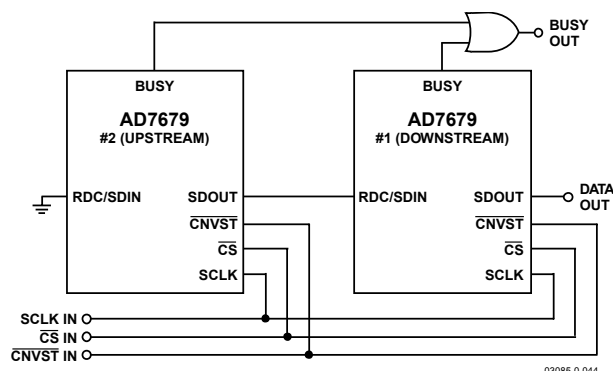 BUSY
OUT
BUSY
BUSY
AD7679
#2 (UPSTREAM)
AD7679
#1 (DOWNSTREAM)
RDC/SDIN
SDOUT
CNVST
CS
SCLK
RDC/SDIN
SDOUT
CNVST
CS
SCLK
DATA
OUT
SCLK IN
CS IN
CNVST IN
03085-0-044